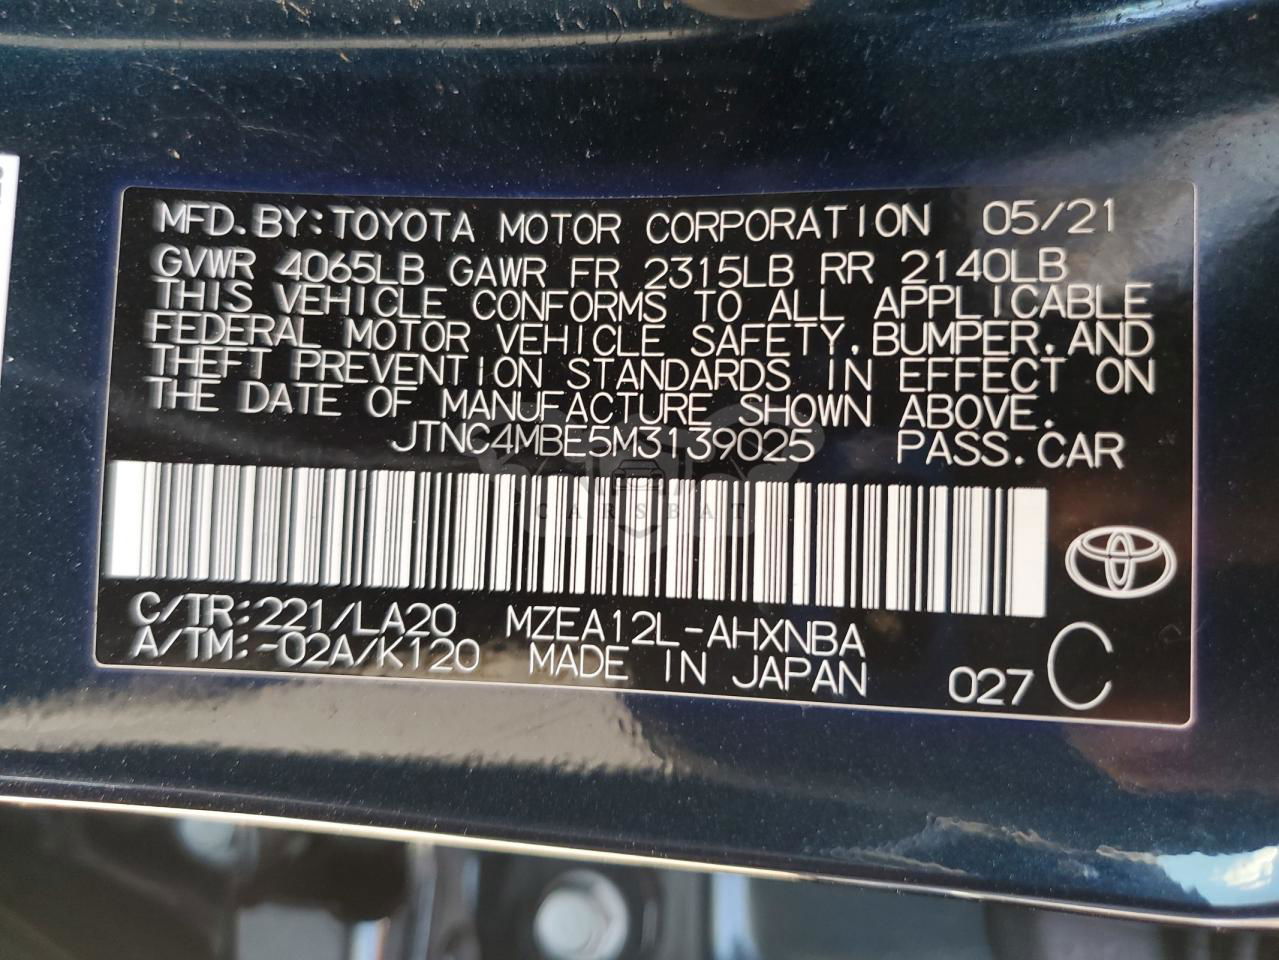 MFD.BY:TOYOTA MOTOR CORPORATION 05/21
GVWR 4065LB GAWR FR 2315LB RR 2140LB
THIS VEHICLE CONFORMS TO ALL APPLICABLE
FEDERAL MOTOR VEHICLE SAFETY,BUMPER,AND
THEFT PREVENTION STANDARDS IN EFFECT ON
THE DATE OF MANUFACTURE SHOWN ABOVE.
JTNC4MBE5M3139025 PASS.CAR
CARSBAT
C/TR:221/LA20 MZEA12L-AHXNBA
A/TM:-02A/K120 MADE IN JAPAN 027 C